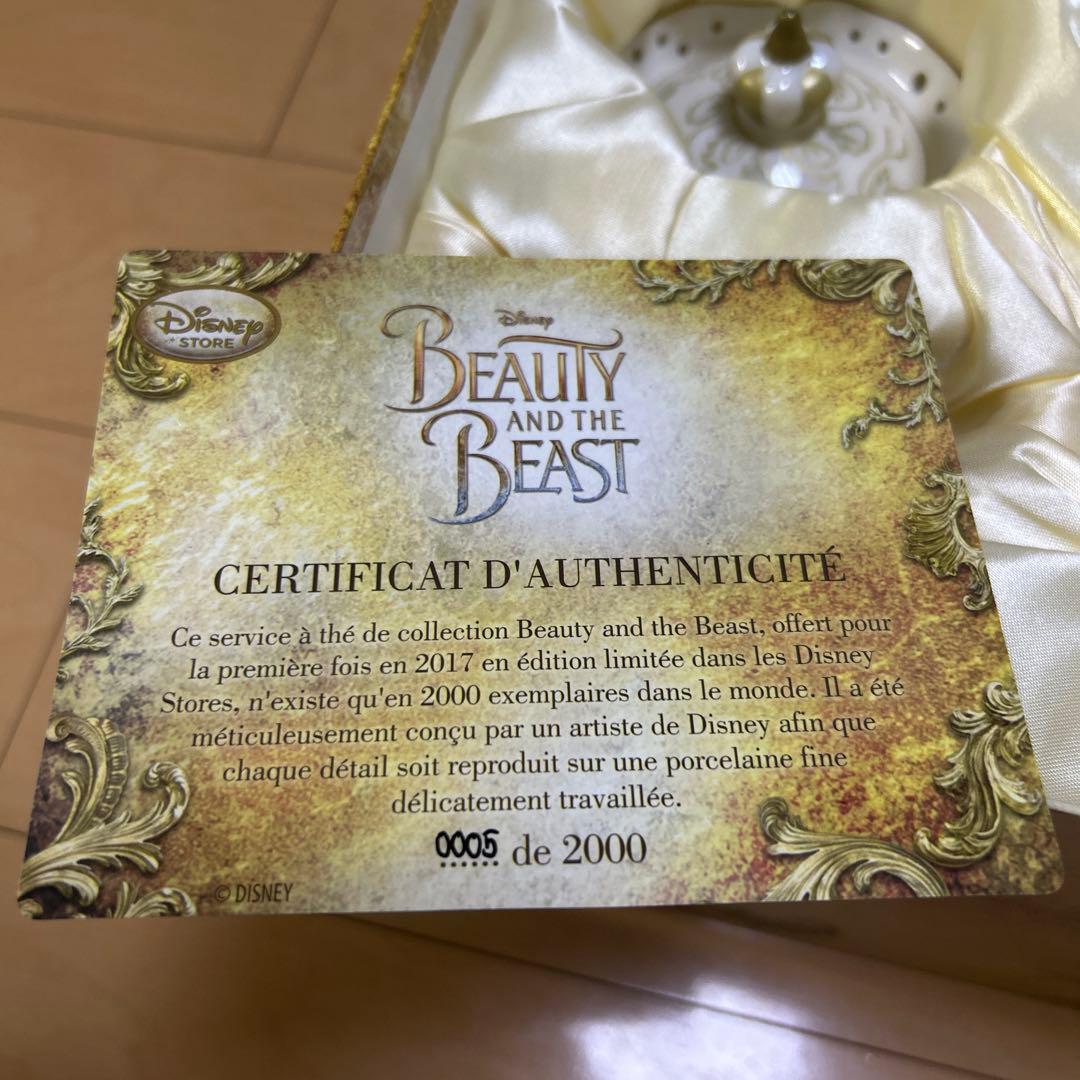 Disney
STORE
Disney
BEAUTY
AND THE
BEAST
CERTIFICAT D'AUTHENTICITÉ
Ce service à thé de collection Beauty and the Beast, offert pour
la première fois en 2017 en édition limitée dans les Disney
Stores, n'existe qu'en 2000 exemplaires dans le monde. Il a été
méticuleusement conçu par un artiste de Disney afin que
chaque détail soit reproduit sur une porcelaine fine
délicatement travaillée.
0005 de 2000
© DISNEY